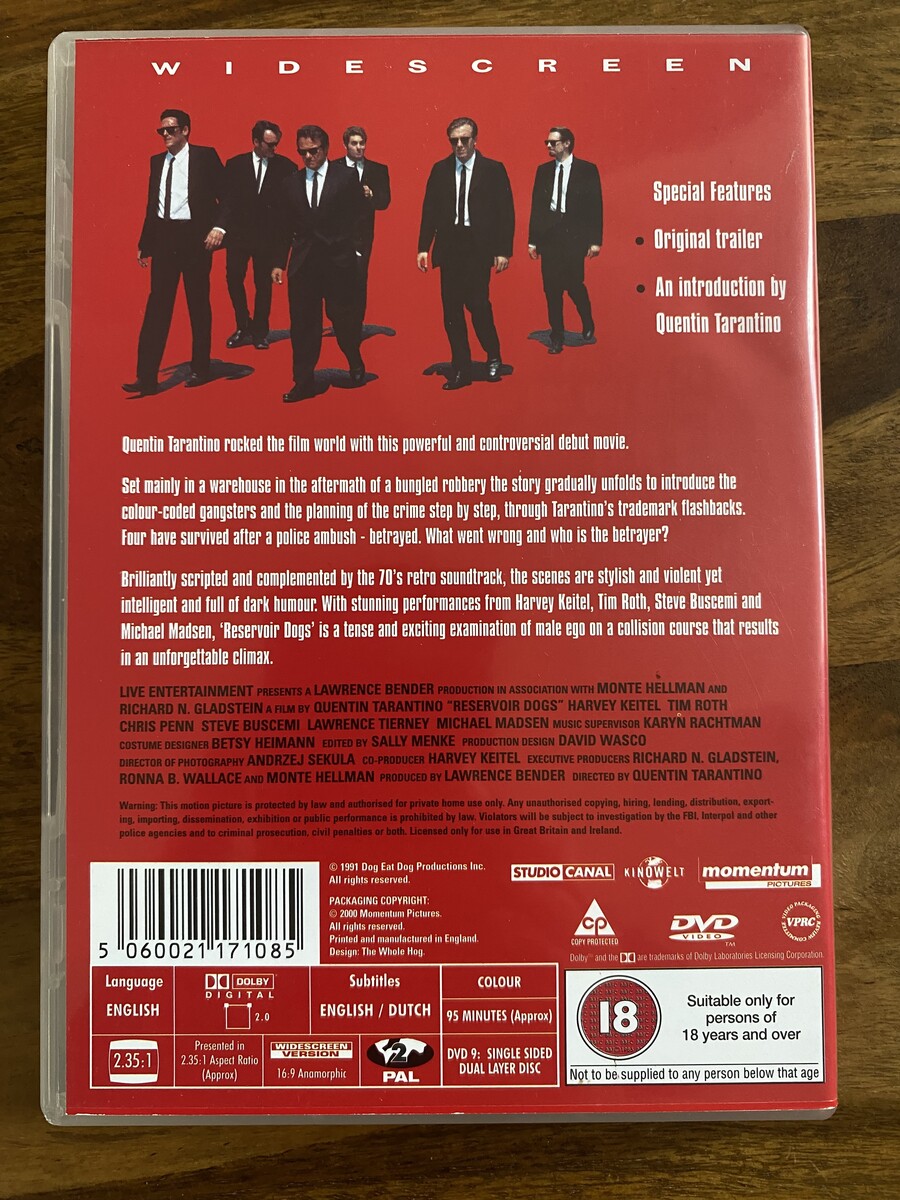 WIDESCREEN
Special Features
• Original trailer
• An introduction by
Quentin Tarantino
Quentin Tarantino rocked the film world with this powerful and controversial debut movie.
Set mainly in a warehouse in the aftermath of a bungled robbery the story gradually unfolds to introduce the
colour-coded gangsters and the planning of the crime step by step, through Tarantino's trademark flashbacks.
Four have survived after a police ambush - betrayed. What went wrong and who is the betrayer?
Brilliantly scripted and complemented by the 70's retro soundtrack, the scenes are stylish and violent yet
intelligent and full of dark humour. With stunning performances from Harvey Keitel, Tim Roth, Steve Buscemi and
Michael Madsen, 'Reservoir Dogs' is a tense and exciting examination of male ego on a collision course that results
in an unforgettable climax.
LIVE ENTERTAINMENT PRESENTS A LAWRENCE BENDER PRODUCTION IN ASSOCIATION WITH MONTE HELLMAN AND
RICHARD N. GLADSTEIN A FILM BY QUENTIN TARANTINO "RESERVOIR DOGS" HARVEY KEITEL TIM ROTH
CHRIS PENN STEVE BUSCEMI LAWRENCE TIERNEY MICHAEL MADSEN MUSIC SUPERVISOR KARYN RACHTMAN
COSTUME DESIGNER BETSY HEIMANN EDITED BY SALLY MENKE PRODUCTION DESIGN DAVID WASCO
DIRECTOR OF PHOTOGRAPHY ANDRZEJ SEKULA CO-PRODUCER HARVEY KEITEL EXECUTIVE PRODUCERS RICHARD N. GLADSTEIN,
RONNA B. WALLACE AND MONTE HELLMAN PRODUCED BY LAWRENCE BENDER DIRECTED BY QUENTIN TARANTINO
Warning: This motion picture is protected by law and authorised for private home use only. Any unauthorised copying, hiring, lending, distribution, export-
ing, importing, dissemination, exhibition or public performance is prohibited by law. Violators will be subject to investigation by the FBI, Interpol and other
police agencies and to criminal prosecution, civil penalties or both. Licensed only for use in Great Britain and Ireland.
5 060021 171085
© 1991 Dog Eat Dog Productions Inc.
All rights reserved.
PACKAGING COPYRIGHT:
© 2000 Momentum Pictures.
All rights reserved.
Printed and manufactured in England.
Design: The Whole Hog.
STUDIO CANAL
KINOWELT
momentum
PICTURES
cp
COPY PROTECTED
DVD
VIDEO
TM
VIDEO PACKAGING REVIEW COMMITTEE
VPRC
Dolby™ and the DD are trademarks of Dolby Laboratories Licensing Corporation.
Language
ENGLISH
DOLBY
DIGITAL
2.0
Subtitles
ENGLISH / DUTCH
COLOUR
95 MINUTES (Approx)
2.35:1
Presented in
2.35:1 Aspect Ratio
(Approx)
WIDESCREEN
VERSION
16:9 Anamorphic
2
PAL
DVD 9: SINGLE SIDED
DUAL LAYER DISC
18
Suitable only for
persons of
18 years and over
Not to be supplied to any person below that age